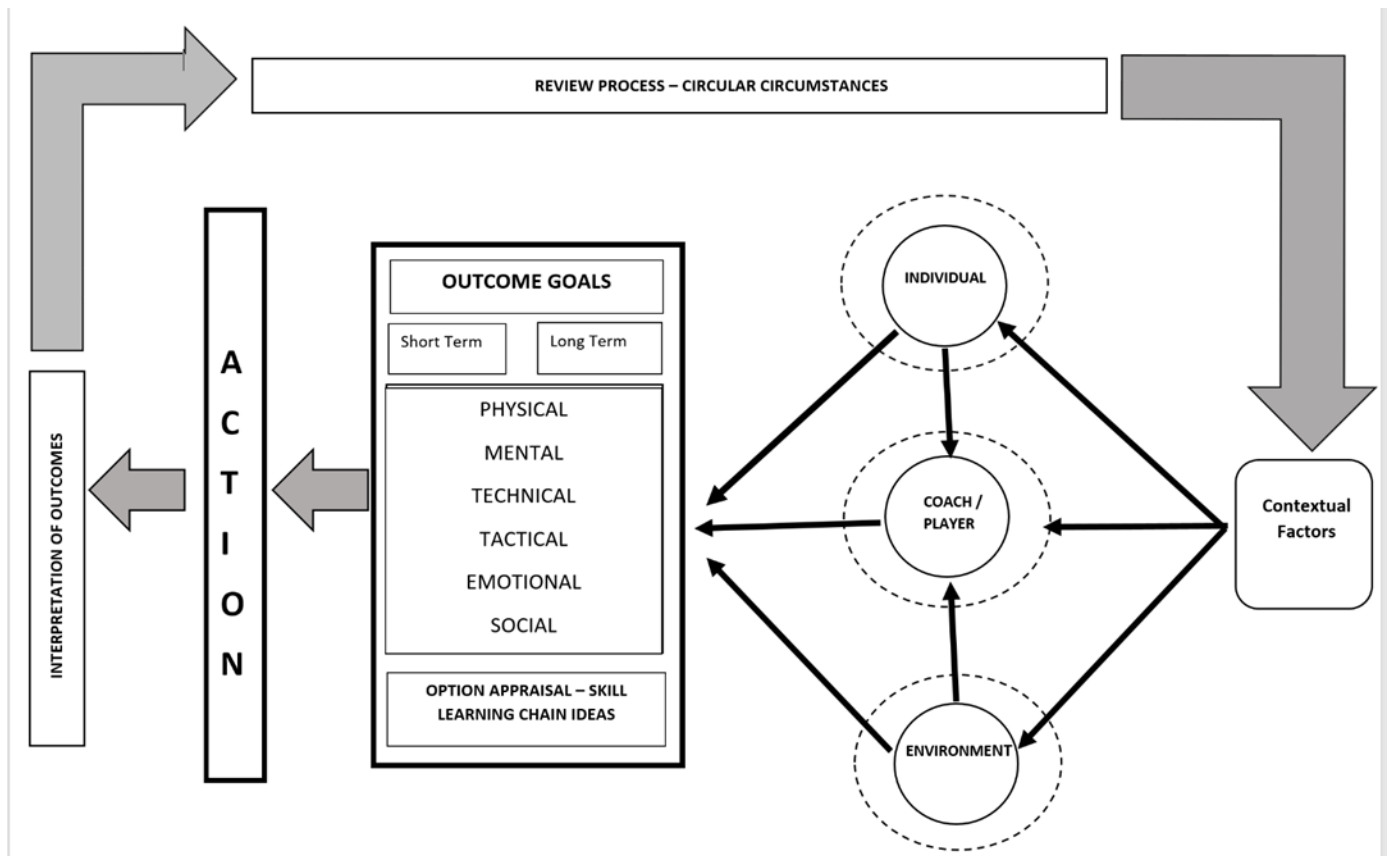 REVIEW PROCESS – CIRCULAR CIRCUMSTANCES
INTERPRETATION OF OUTCOMES
ACTION
OUTCOME GOALS
Short Term
Long Term
PHYSICAL
MENTAL
TECHNICAL
TACTICAL
EMOTIONAL
SOCIAL
OPTION APPRAISAL – SKILL
LEARNING CHAIN IDEAS
INDIVIDUAL
COACH /
PLAYER
ENVIRONMENT
Contextual
Factors